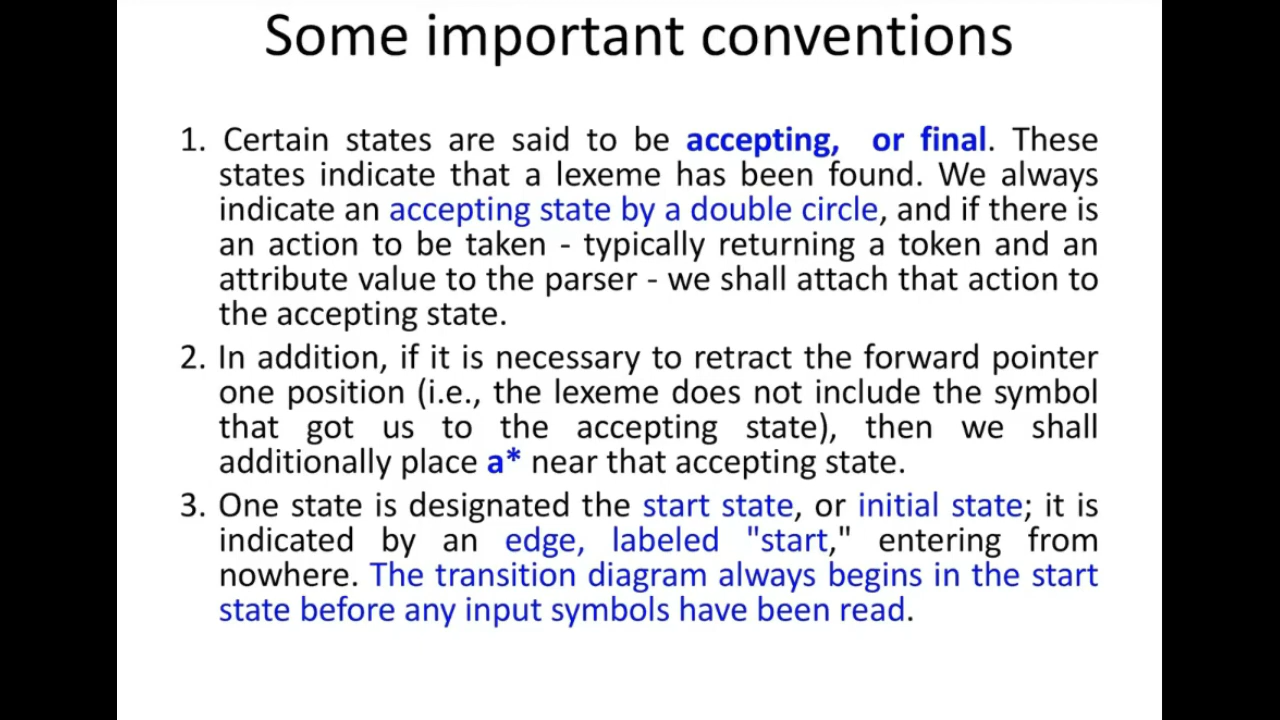 Some important conventions
1. Certain states are said to be accepting, or final. These
states indicate that a lexeme has been found. We always
indicate an accepting state by a double circle, and if there is
an action to be taken - typically returning a token and an
attribute value to the parser - we shall attach that action to
the accepting state.
2. In addition, if it is necessary to retract the forward pointer
one position (i.e., the lexeme does not include the symbol
that got us to the accepting state), then we shall
additionally place a* near that accepting state.
3. One state is designated the start state, or initial state; it is
indicated by an edge, labeled "start," entering from
nowhere. The transition diagram always begins in the start
state before any input symbols have been read.